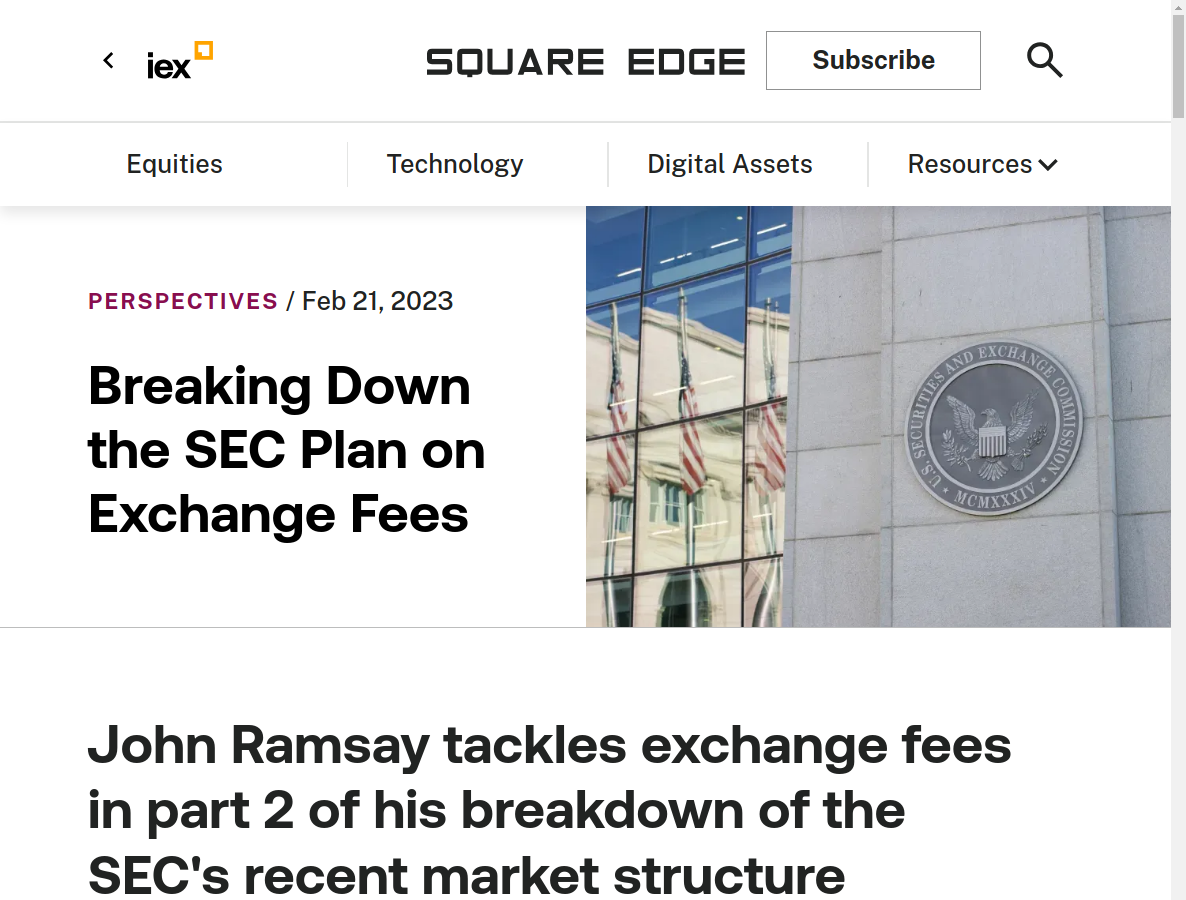 iex
SQUARE EDGE
Subscribe
Equities
Technology
Digital Assets
Resources
PERSPECTIVES / Feb 21, 2023
Breaking Down
the SEC Plan on
Exchange Fees
U.S. SECURITIES AND EXCHANGE COMMISSION
MCMXXXIV
John Ramsay tackles exchange fees
in part 2 of his breakdown of the
SEC's recent market structure